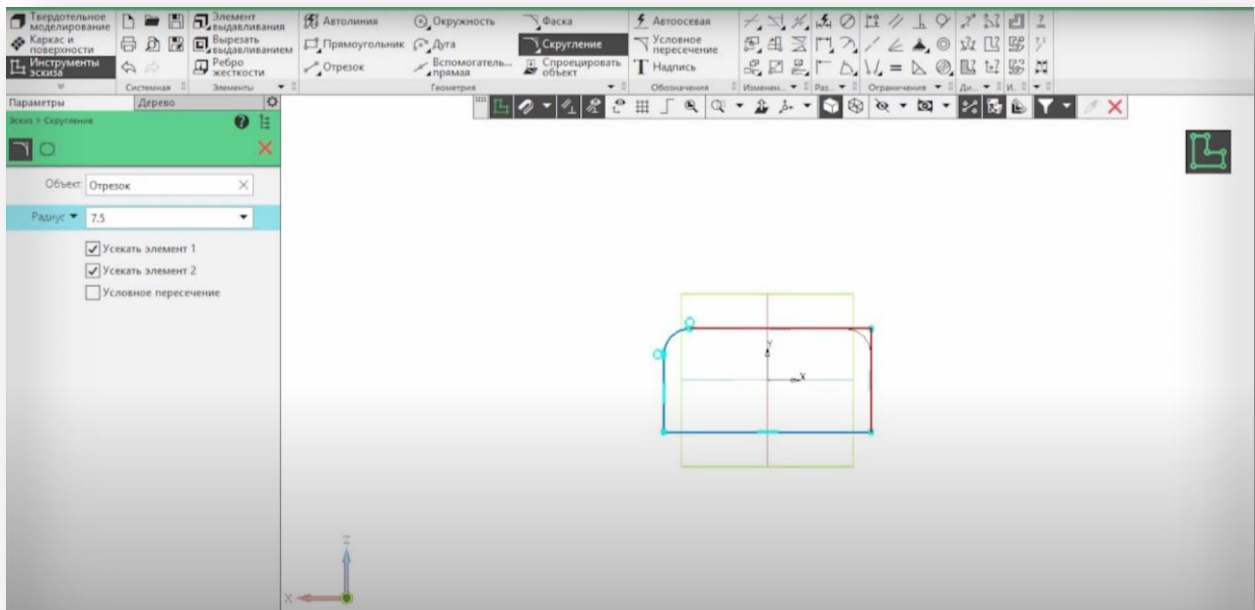 Твердотельное
моделирование
Каркас и
поверхности
Инструменты
эскиза
Системная
Элемент
выдавливания
Вырезать
выдавливанием
Ребро
жесткости
Элементы
Автолиния
Окружность
Фаска
Прямоугольник
Дуга
Скругление
Отрезок
Вспомогатель...
прямая
Спроецировать
объект
Геометрия
Автоосевая
Условное
пересечение
Надпись
Обозначения
Изменен...
Раз...
Ограничения
Ди...
И.
Параметры
Дерево
Эскиз > Скругление
Объект: Отрезок
Радиус 7.5
Усекать элемент 1
Усекать элемент 2
Условное пересечение
Y
X
Z
X